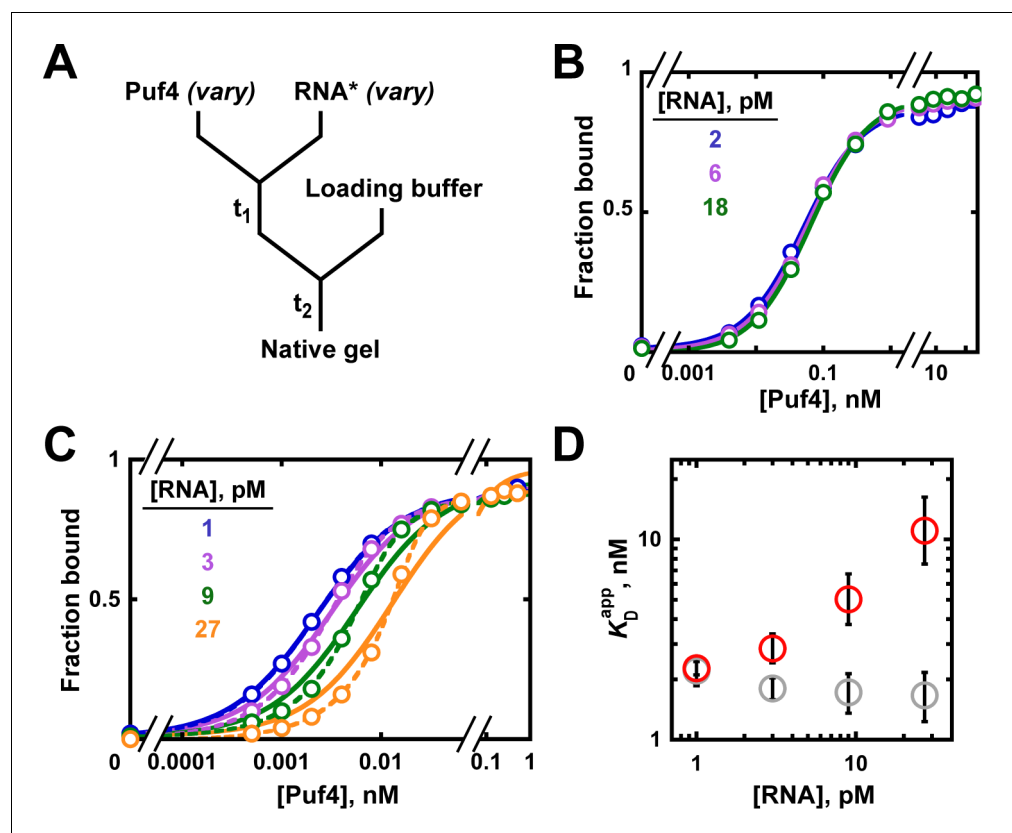 A
Puf4 (vary) RNA* (vary)
Loading buffer
t1
t2
Native gel
B
1
[RNA], pM
2
6
18
Fraction bound
0.5
0 0.001 0.1 10
[Puf4], nM
C
1
[RNA], pM
1
3
9
27
Fraction bound
0.5
0 0.0001 0.001 0.01 0.1 1
[Puf4], nM
D
10
K_D^app, nM
1
1 10
[RNA], pM